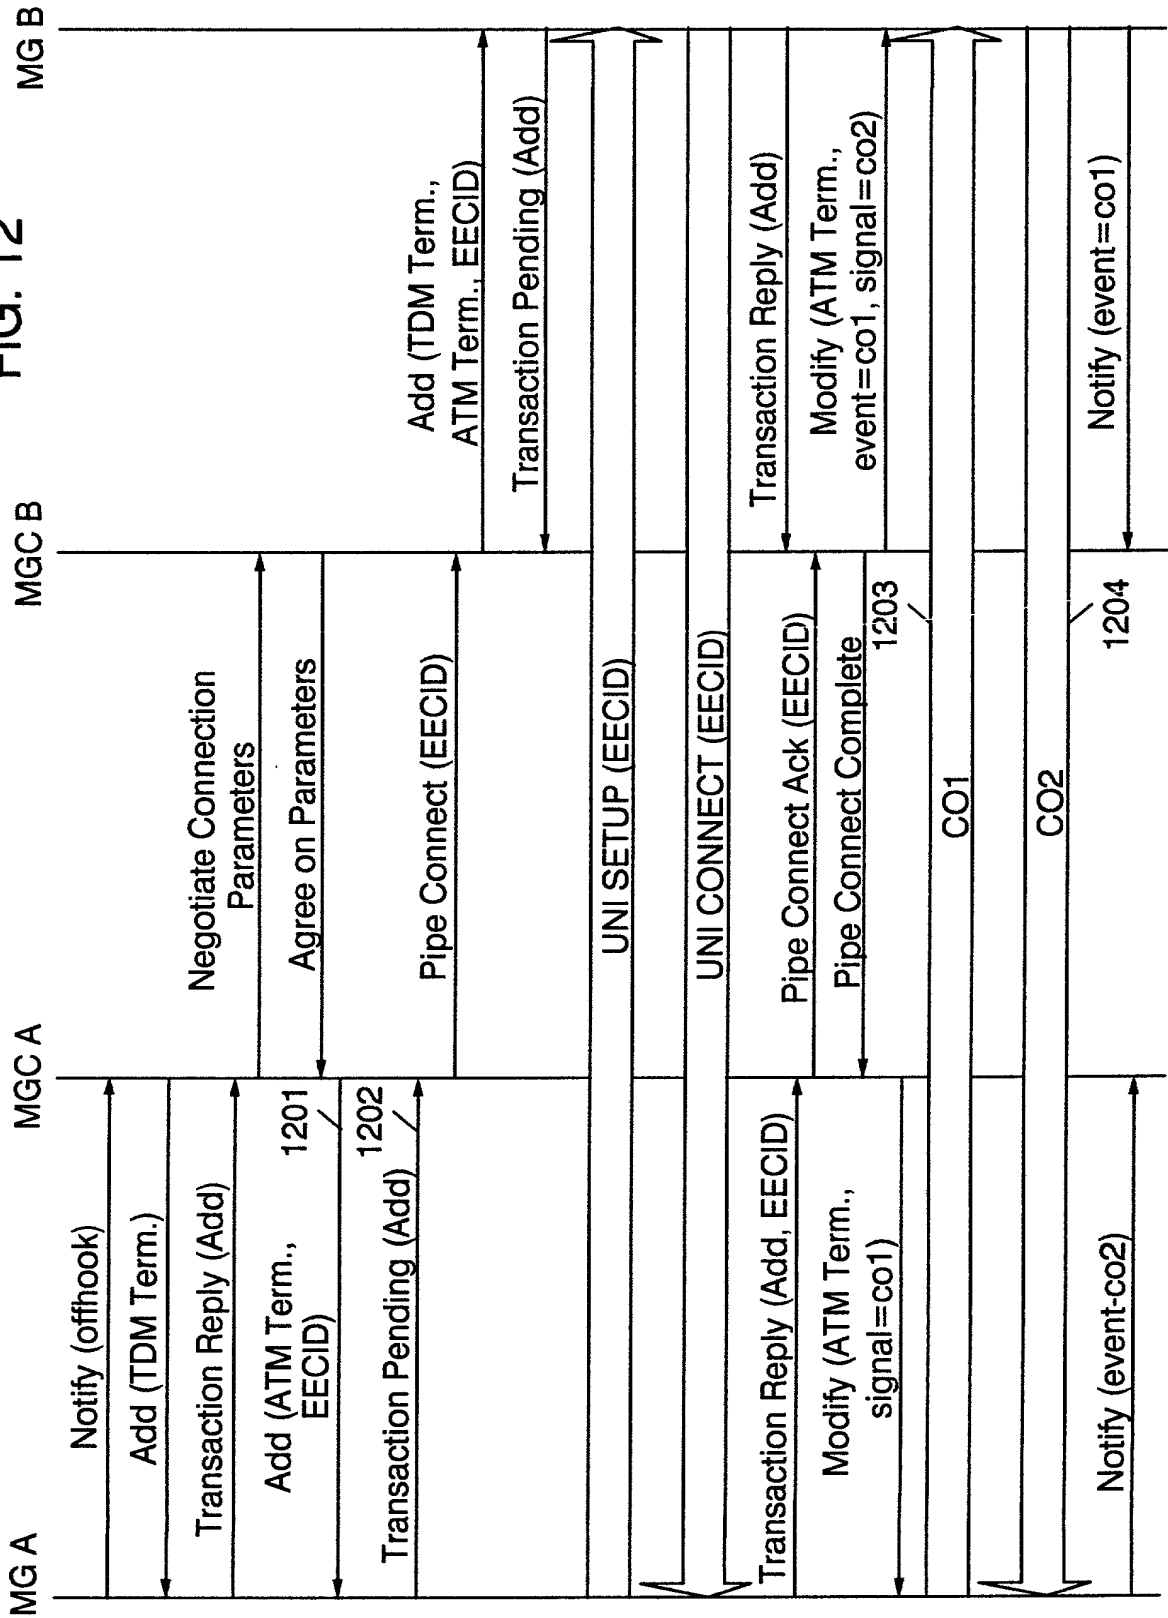 FIG. 12
MG A
MGC A
MGC B
MG B
Notify (offhook)
Add (TDM Term.)
Transaction Reply (Add)
Negotiate Connection
Parameters
Agree on Parameters
Add (ATM Term.,
EECID)
1201
1202
Transaction Pending (Add)
Pipe Connect (EECID)
Add (TDM Term.,
ATM Term., EECID)
Transaction Pending (Add)
UNI SETUP (EECID)
UNI CONNECT (EECID)
Transaction Reply (Add)
Transaction Reply (Add, EECID)
Pipe Connect Ack (EECID)
Pipe Connect Complete
Modify (ATM Term.,
event=co1, signal=co2)
Modify (ATM Term.,
signal=co1)
1203
CO1
CO2
1204
Notify (event=co1)
Notify (event-co2)